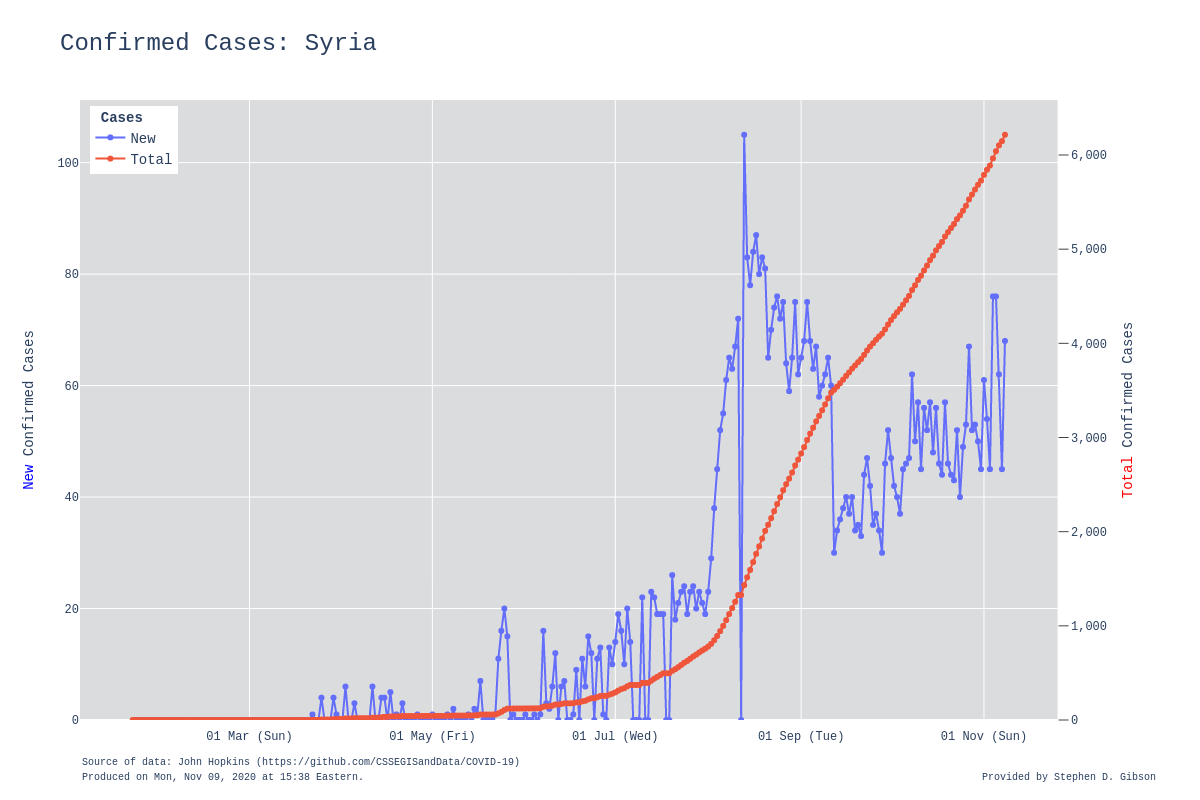 Confirmed Cases: Syria
Cases
New
Total
100
80
60
40
20
0
6,000
5,000
4,000
3,000
2,000
1,000
0
New Confirmed Cases
Total Confirmed Cases
01 Mar (Sun)
01 May (Fri)
01 Jul (Wed)
01 Sep (Tue)
01 Nov (Sun)
Source of data: John Hopkins (https://github.com/CSSEGISandData/COVID-19)
Produced on Mon, Nov 09, 2020 at 15:38 Eastern.
Provided by Stephen D. Gibson